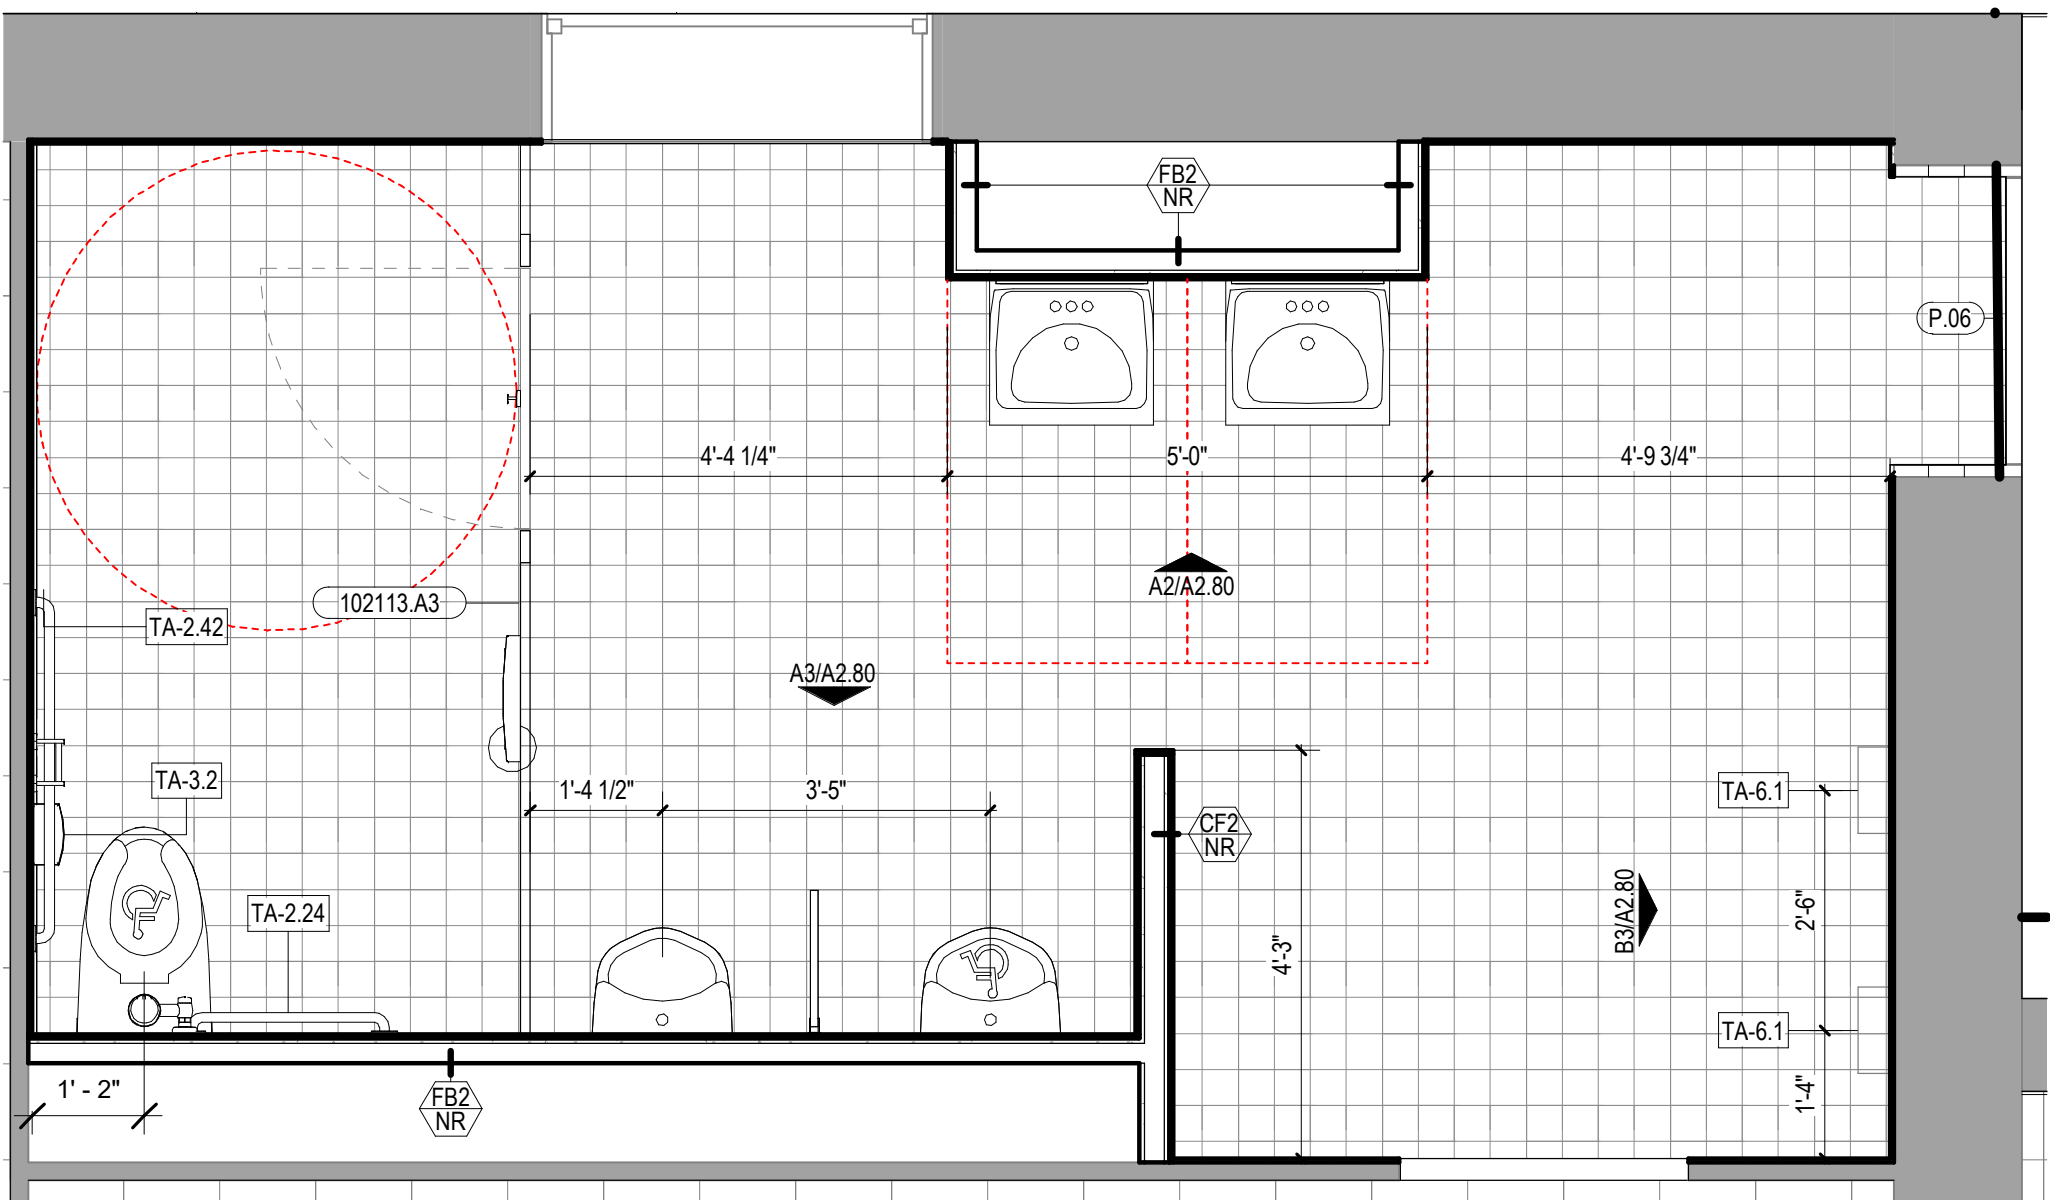 FB2
NR
P.06
4'-4 1/4"
5'-0"
4'-9 3/4"
A2/A2.80
102113.A3
TA-2.42
A3/A2.80
TA-3.2
1'-4 1/2"
3'-5"
TA-6.1
CF2
NR
TA-2.24
4'-3"
B3/A2.80
2'-6"
TA-6.1
1' - 2"
FB2
NR
1'-4"